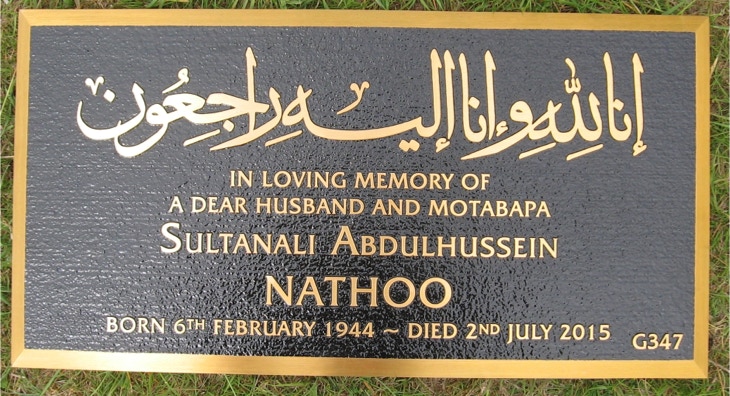 إنا لله وإنا إليه راجعون
IN LOVING MEMORY OF
A DEAR HUSBAND AND MOTABAPA
SULTANALI ABDULHUSSEIN
NATHOO
BORN 6TH FEBRUARY 1944 ~ DIED 2ND JULY 2015
G347